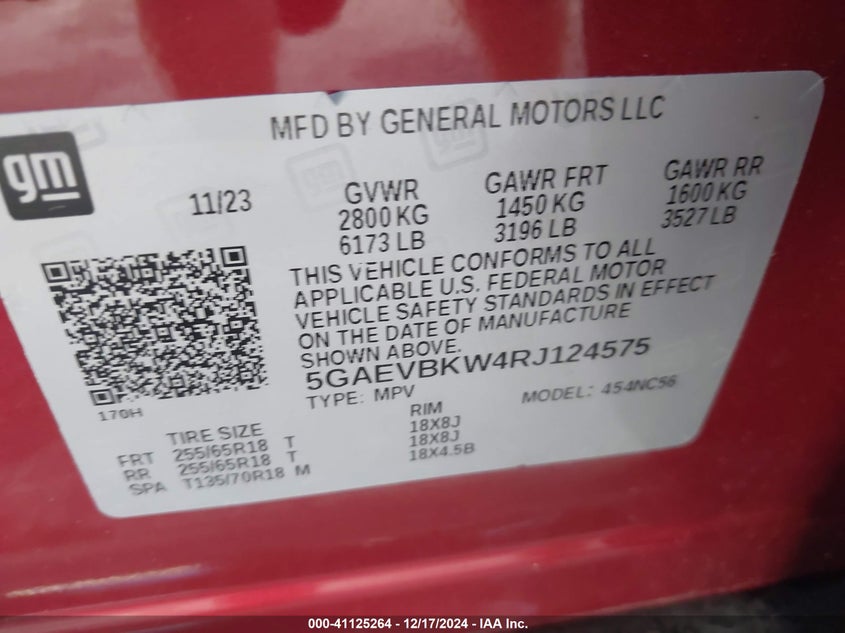 MFD BY GENERAL MOTORS LLC
gm
11/23
GVWR
2800 KG
6173 LB
GAWR FRT
1450 KG
3196 LB
GAWR RR
1600 KG
3527 LB
THIS VEHICLE CONFORMS TO ALL
APPLICABLE U.S. FEDERAL MOTOR
VEHICLE SAFETY STANDARDS IN EFFECT
ON THE DATE OF MANUFACTURE
SHOWN ABOVE.
5GAEVBKW4RJ124575
TYPE: MPV MODEL: 454NC56
170H
TIRE SIZE RIM
FRT 255/65R18 T 18X8J
RR 255/65R18 T 18X8J
SPA T135/70R18 M 18X4.5B
000-41125264 - 12/17/2024 - IAA Inc.